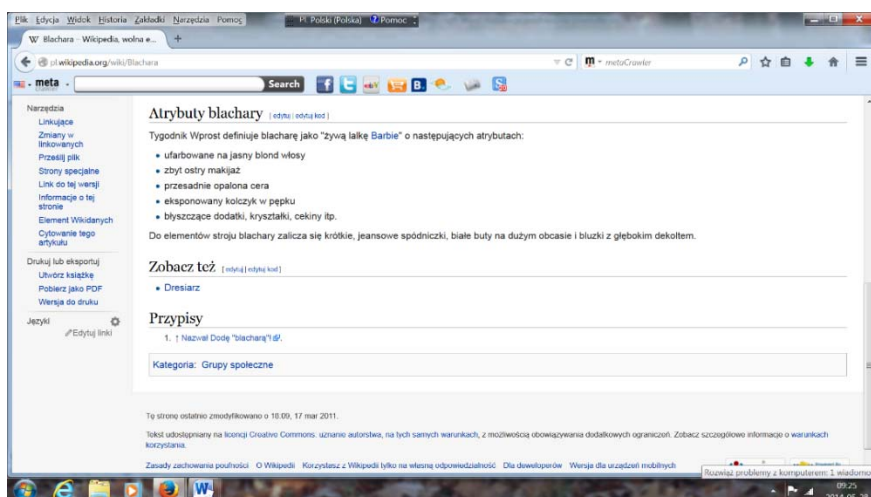 Plik Edycja Widok Historia Zakładki Narzędzia Pomoc
PL Polski (Polska) Pomoc
W Blachara – Wikipedia, wolna e... +
pl.wikipedia.org/wiki/Blachara
metaCrawler
meta Search
Narzędzia
Linkujące
Zmiany w
linkowanych
Prześlij plik
Strony specjalne
Link do tej wersji
Informacje o tej
stronie
Element Wikidanych
Cytowanie tego
artykułu
Drukuj lub eksportuj
Utwórz książkę
Pobierz jako PDF
Wersja do druku
Języki
Edytuj linki
Atrybuty blachary [ edytuj | edytuj kod ]
Tygodnik Wprost definiuje blacharę jako "żywą lalkę Barbie" o następujących atrybutach:
• ufarbowane na jasny blond włosy
• zbyt ostry makijaż
• przesadnie opalona cera
• eksponowany kolczyk w pępku
• błyszczące dodatki, kryształki, cekiny itp.
Do elementów stroju blachary zalicza się krótkie, jeansowe spódniczki, białe buty na dużym obcasie i bluzki z głębokim dekoltem.
Zobacz też [ edytuj | edytuj kod ]
• Dresiarz
Przypisy
1. ↑ Nazwał Dodę "blacharą"!.
Kategoria: Grupy społeczne
Tę stronę ostatnio zmodyfikowano o 18:09, 17 mar 2011.
Tekst udostępniany na licencji Creative Commons: uznanie autorstwa, na tych samych warunkach, z możliwością obowiązywania dodatkowych ograniczeń. Zobacz szczegółowe informacje o warunkach
korzystania.
Zasady zachowania poufności O Wikipedii Korzystasz z Wikipedii tylko na własną odpowiedzialność Dla deweloperów Wersja dla urządzeń mobilnych
Rozwiąż problemy z komputerem: 1 wiadomo
09:25